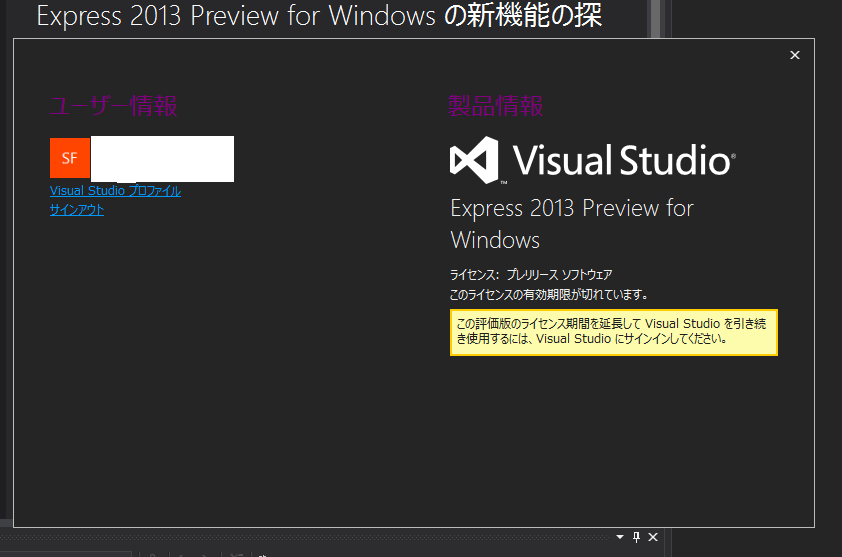 Express 2013 Preview for Windows の新機能の探
ユーザー情報
SF
Visual Studio プロファイル
サインアウト
製品情報
Visual Studio®
™
Express 2013 Preview for
Windows
ライセンス: プレリリース ソフトウェア
このライセンスの有効期限が切れています。
この評価版のライセンス期間を延長して Visual Studio を引き続
き使用するには、Visual Studio にサインインしてください。